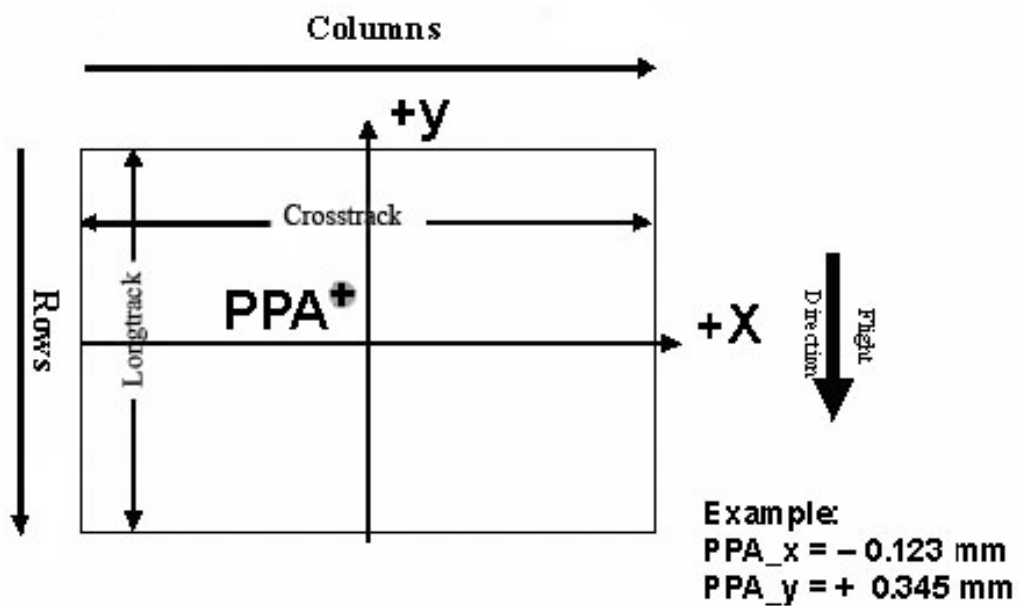 Columns
+y
Crosstrack
Rows
Longtrack
PPA
+X
Flight
Direction
Example:
PPA_x = – 0.123 mm
PPA_y = + 0.345 mm